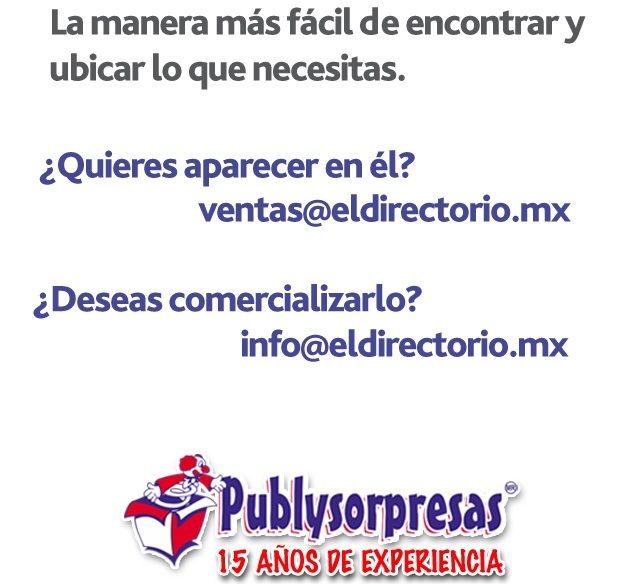 La manera más fácil de encontrar y
ubicar lo que necesitas.
¿Quieres aparecer en él?
ventas@eldirectorio.mx
¿Deseas comercializarlo?
info@eldirectorio.mx
Publysorpresas MR
15 AÑOS DE EXPERIENCIA